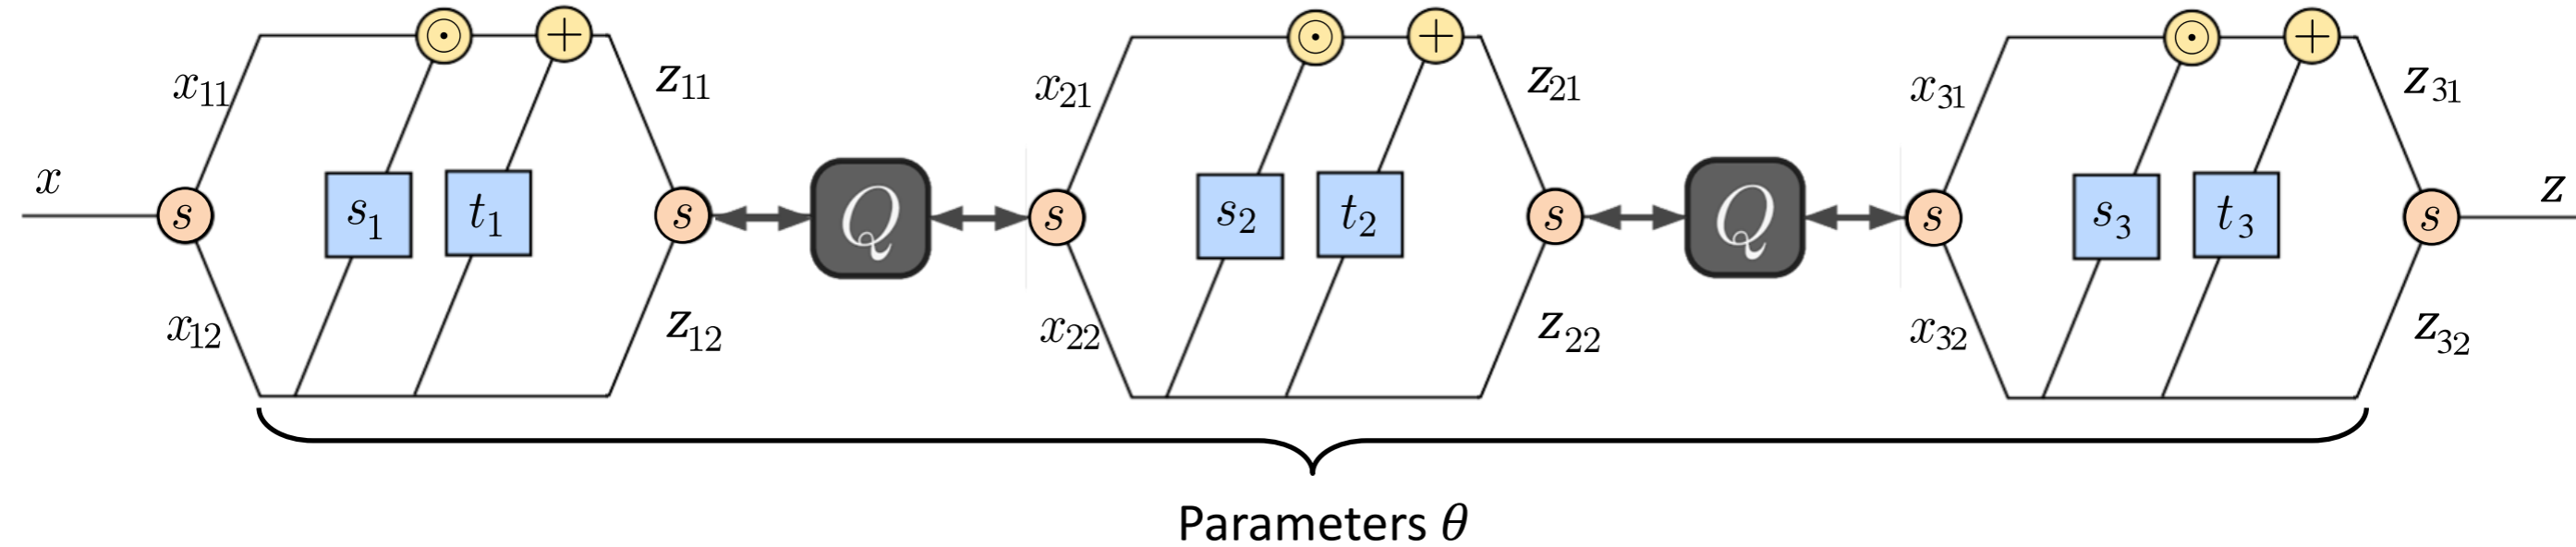 x₁₁ ⊙ + z₁₁ x₂₁ ⊙ + z₂₁ x₃₁ ⊙ + z₃₁
x s s₁ t₁ s Q s s₂ t₂ s Q s s₃ t₃ s z
x₁₂ z₁₂ x₂₂ z₂₂ x₃₂ z₃₂
Parameters θ